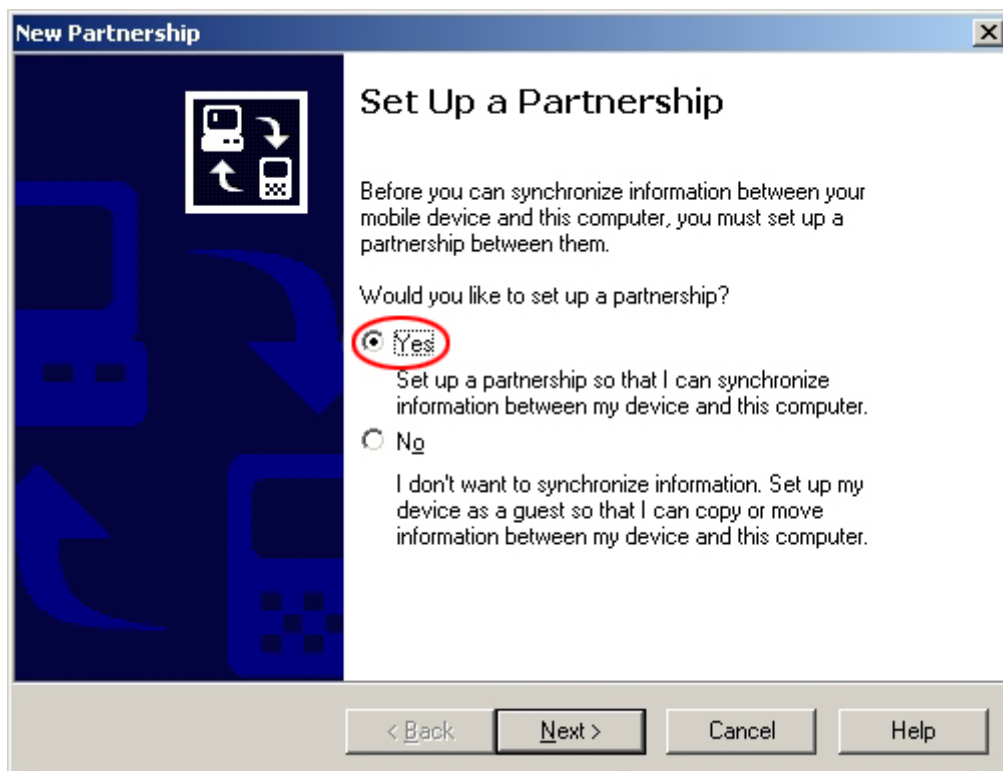 New Partnership
Set Up a Partnership
Before you can synchronize information between your
mobile device and this computer, you must set up a
partnership between them.
Would you like to set up a partnership?
Yes
Set up a partnership so that I can synchronize
information between my device and this computer.
No
I don't want to synchronize information. Set up my
device as a guest so that I can copy or move
information between my device and this computer.
< Back Next > Cancel Help